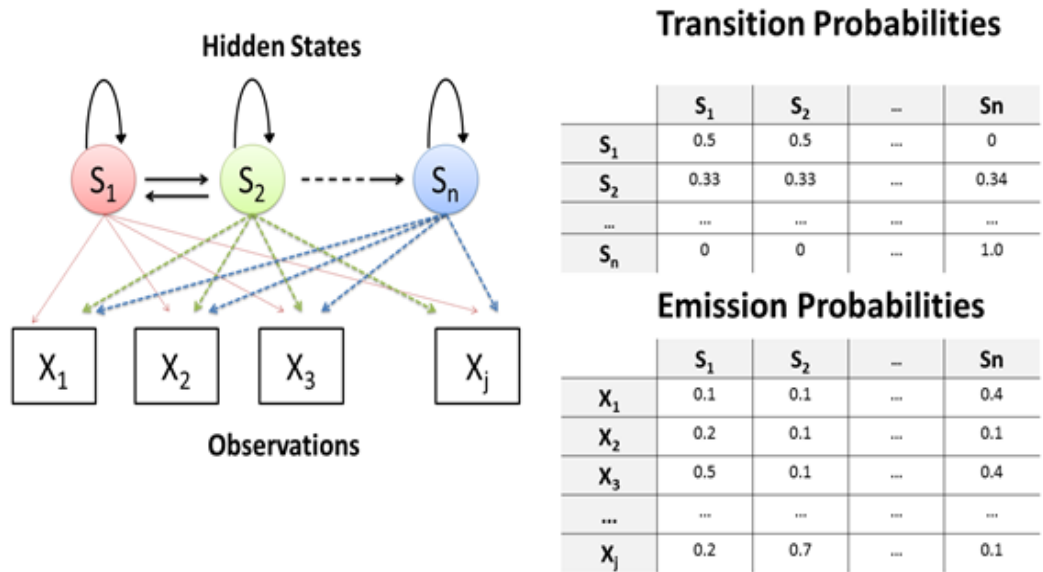 Hidden States
S1 S2 Sn
X1 X2 X3 Xj
Observations
Transition Probabilities
S1 S2 ... Sn
S1 0.5 0.5 ... 0
S2 0.33 0.33 ... 0.34
... ... ... ... ...
Sn 0 0 ... 1.0
Emission Probabilities
S1 S2 ... Sn
X1 0.1 0.1 ... 0.4
X2 0.2 0.1 ... 0.1
X3 0.5 0.1 ... 0.4
... ... ... ... ...
Xj 0.2 0.7 ... 0.1